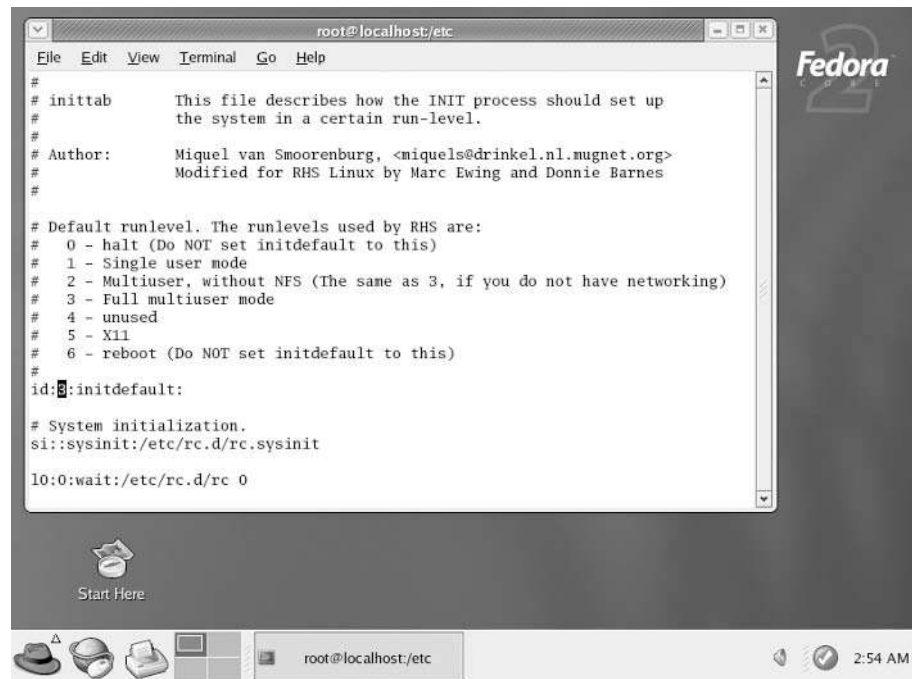 root@localhost:/etc
File Edit View Terminal Go Help
#
# inittab This file describes how the INIT process should set up
# the system in a certain run-level.
#
# Author: Miquel van Smoorenburg, <miquels@drinkel.nl.mugnet.org>
# Modified for RHS Linux by Marc Ewing and Donnie Barnes
#
# Default runlevel. The runlevels used by RHS are:
# 0 - halt (Do NOT set initdefault to this)
# 1 - Single user mode
# 2 - Multiuser, without NFS (The same as 3, if you do not have networking)
# 3 - Full multiuser mode
# 4 - unused
# 5 - X11
# 6 - reboot (Do NOT set initdefault to this)
#
id:3:initdefault:
# System initialization.
si::sysinit:/etc/rc.d/rc.sysinit
l0:0:wait:/etc/rc.d/rc 0
2
Fedora
CORE
Start Here
root@localhost:/etc
2:54 AM